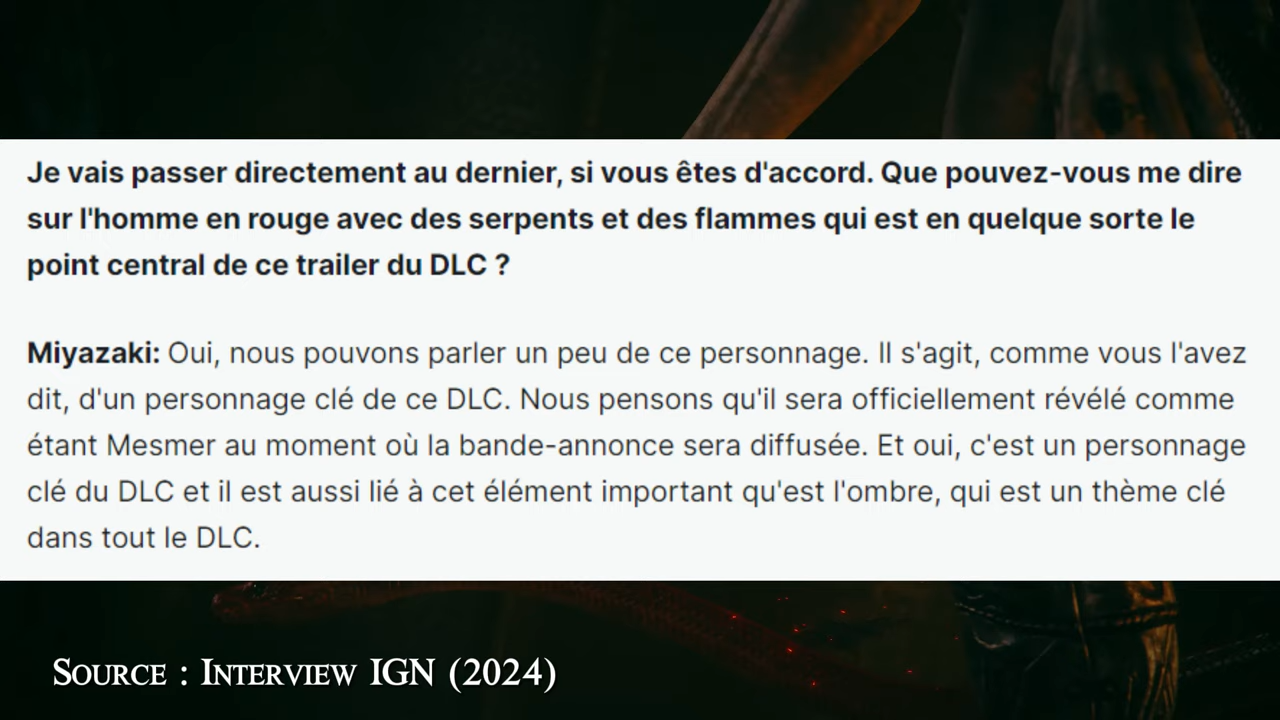 Je vais passer directement au dernier, si vous êtes d'accord. Que pouvez-vous me dire
sur l'homme en rouge avec des serpents et des flammes qui est en quelque sorte le
point central de ce trailer du DLC ?
Miyazaki: Oui, nous pouvons parler un peu de ce personnage. Il s'agit, comme vous l'avez
dit, d'un personnage clé de ce DLC. Nous pensons qu'il sera officiellement révélé comme
étant Mesmer au moment où la bande-annonce sera diffusée. Et oui, c'est un personnage
clé du DLC et il est aussi lié à cet élément important qu'est l'ombre, qui est un thème clé
dans tout le DLC.
Source : Interview IGN (2024)